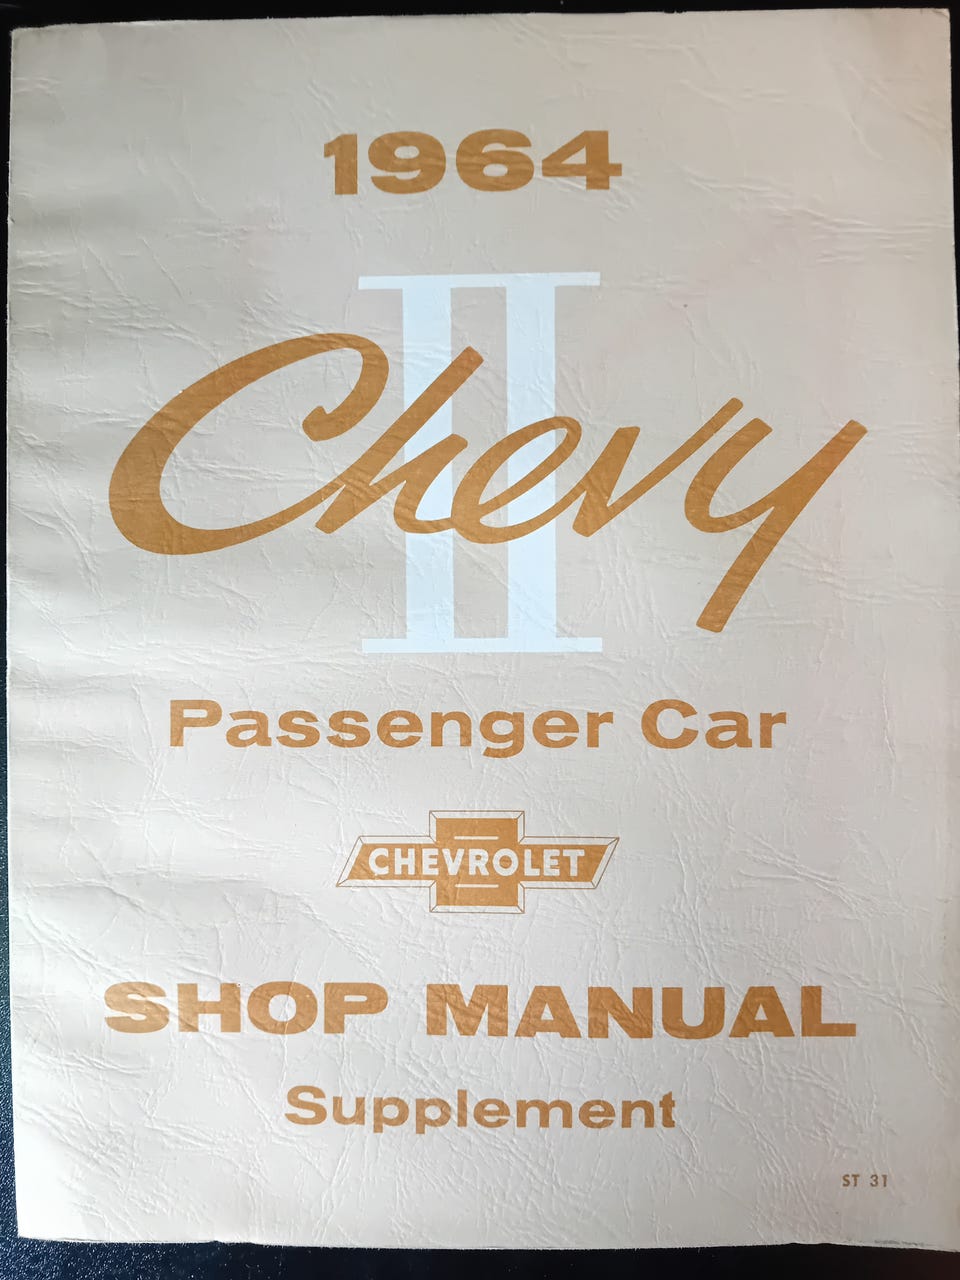 1964
II
Chevy
Passenger Car
CHEVROLET
SHOP MANUAL
Supplement
ST 31